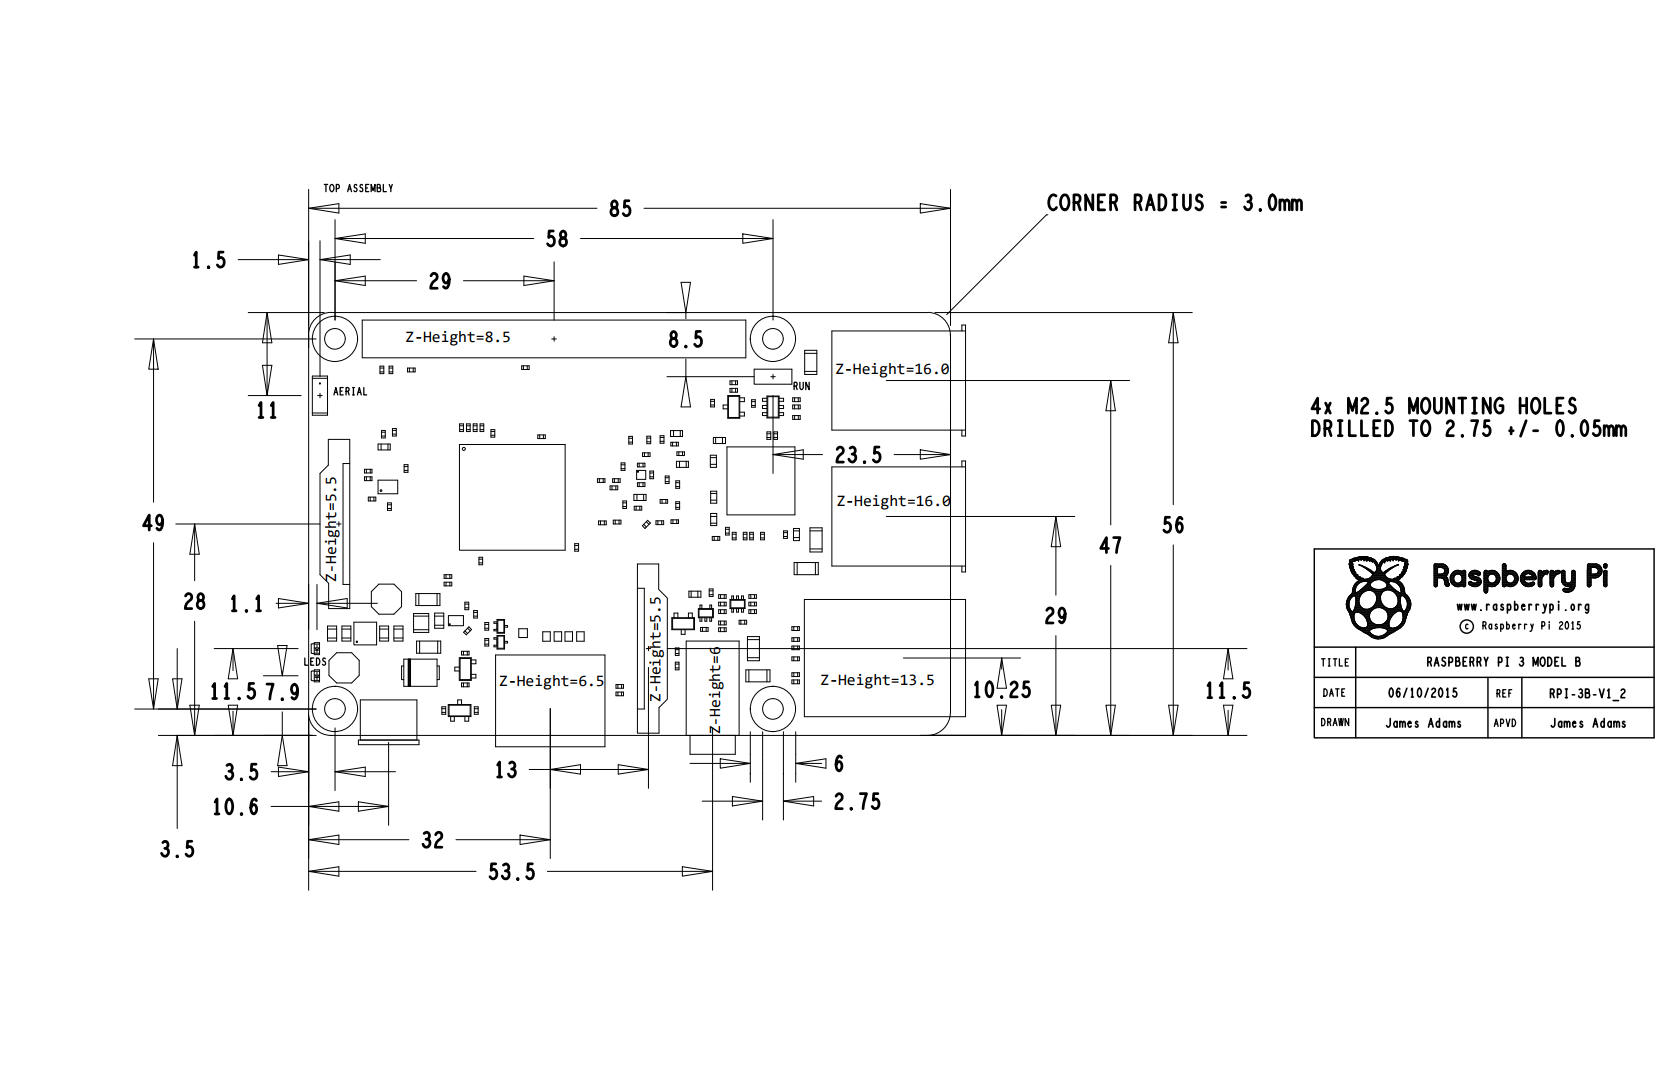 TOP ASSEMBLY
85
CORNER RADIUS = 3.0mm
58
1.5
29
8.5
Z-Height=8.5
Z-Height=16.0
RUN
AERIAL
11
4x M2.5 MOUNTING HOLES
DRILLED TO 2.75 +/- 0.05mm
23.5
Z-Height=16.0
Z-Height=5.5
49
56
47
28
1.1
29
Z-Height=5.5
Z-Height=6
LEDS
11.5
7.9
Z-Height=6.5
Z-Height=13.5
10.25
11.5
3.5
13
6
10.6
2.75
3.5
32
53.5
Raspberry Pi
www.raspberrypi.org
© Raspberry Pi 2015
TITLE RASPBERRY PI 3 MODEL B
DATE 06/10/2015 REF RPI-3B-V1_2
DRAWN James Adams APVD James Adams